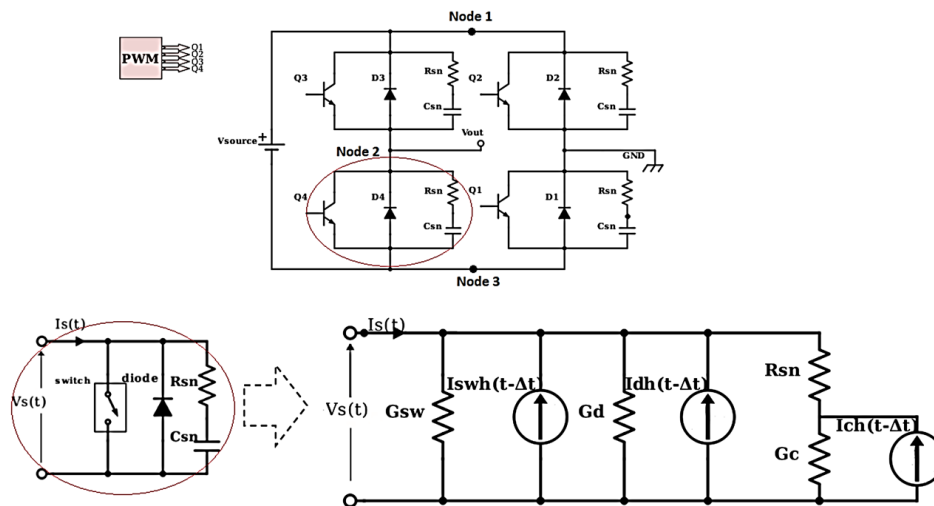 Node 1
PWM
Q1
Q2
Q3
Q4
Q3
D3
Rsn
Csn
Q2
D2
Rsn
Csn
Vsource
+
Vout
Node 2
GND
Q4
D4
Rsn
Csn
Q1
D1
Rsn
Csn
Node 3
Is(t)
switch
diode
Rsn
Vs(t)
Csn
Is(t)
Vs(t)
Gsw
Iswh(t-Δt)
Gd
Idh(t-Δt)
Rsn
Gc
Ich(t-Δt)